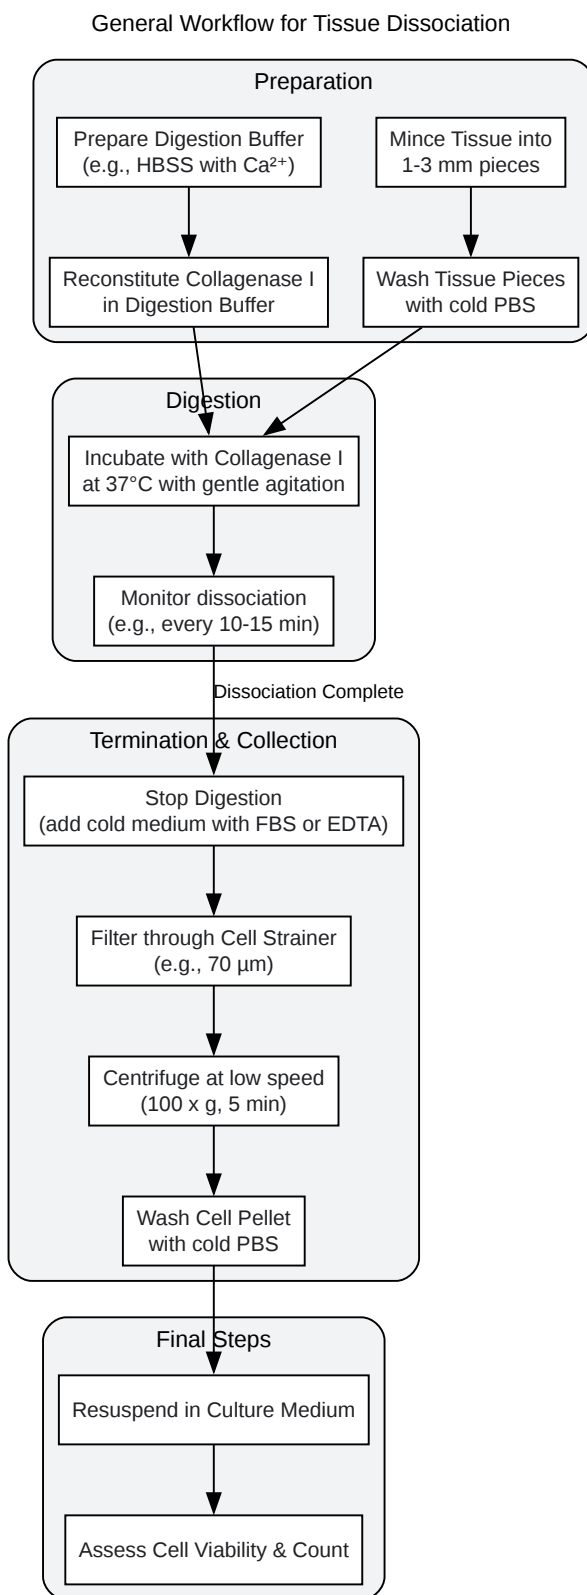 General Workflow for Tissue Dissociation
Preparation
Prepare Digestion Buffer
(e.g., HBSS with Ca²⁺)
Mince Tissue into
1-3 mm pieces
Reconstitute Collagenase I
in Digestion Buffer
Wash Tissue Pieces
with cold PBS
Digestion
Incubate with Collagenase I
at 37°C with gentle agitation
Monitor dissociation
(e.g., every 10-15 min)
Dissociation Complete
Termination & Collection
Stop Digestion
(add cold medium with FBS or EDTA)
Filter through Cell Strainer
(e.g., 70 µm)
Centrifuge at low speed
(100 x g, 5 min)
Wash Cell Pellet
with cold PBS
Final Steps
Resuspend in Culture Medium
Assess Cell Viability & Count